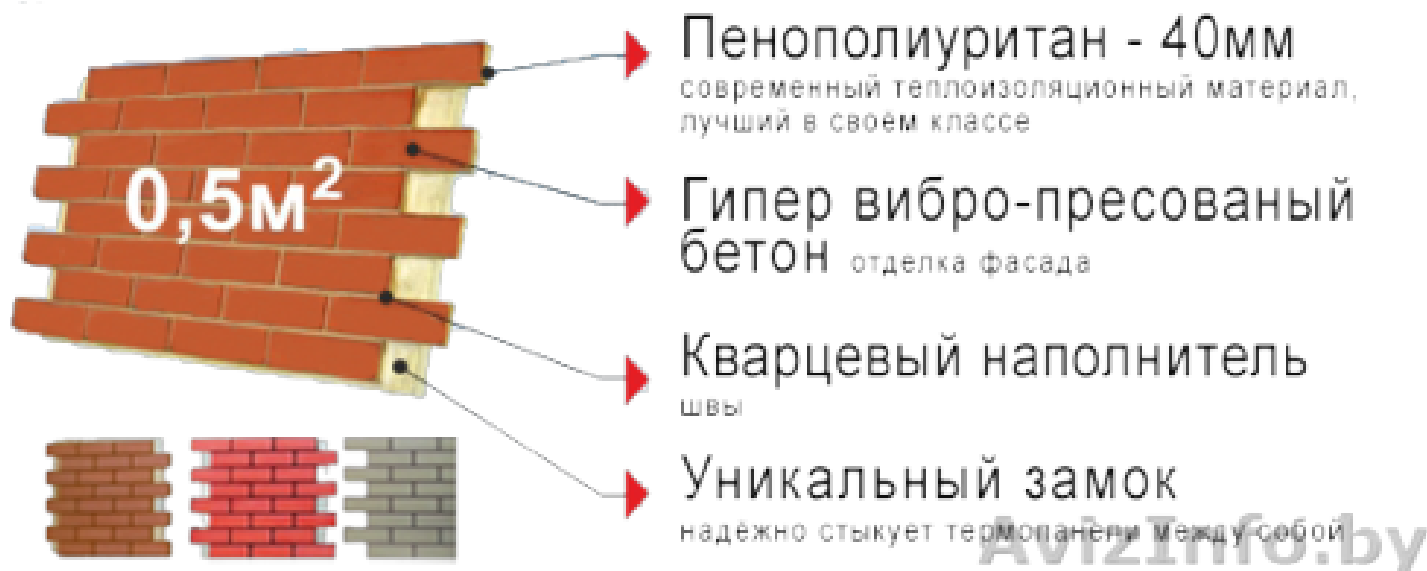 Пенополиуритан - 40мм
современный теплоизоляционный материал,
лучший в своём классе
0,5м²
Гипер вибро-пресованый
бетон отделка фасада
Кварцевый наполнитель
швы
Уникальный замок
надёжно стыкует термопанели между собой
AvizInfo.by